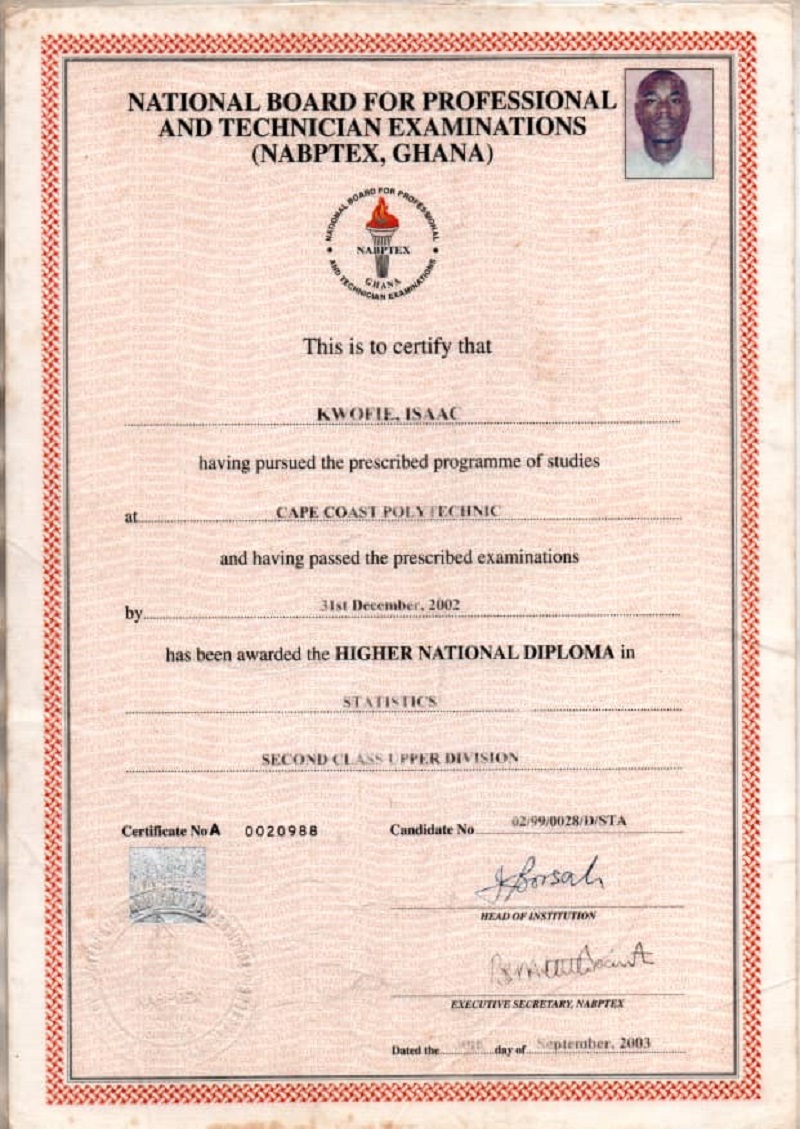 NATIONAL BOARD FOR PROFESSIONAL
AND TECHNICIAN EXAMINATIONS
(NABPTEX, GHANA)
NATIONAL BOARD FOR PROFESSIONAL
NABPTEX
GHANA
AND TECHNICIAN EXAMINATIONS
This is to certify that
KWOFIE, ISAAC
having pursued the prescribed programme of studies
at CAPE COAST POLYTECHNIC
and having passed the prescribed examinations
by 31st December, 2002
has been awarded the HIGHER NATIONAL DIPLOMA in
STATISTICS
SECOND CLASS UPPER DIVISION
Certificate No A 0020988
Candidate No 02/99/0028/D/STA
HEAD OF INSTITUTION
EXECUTIVE SECRETARY, NABPTEX
Dated the day of September, 2003